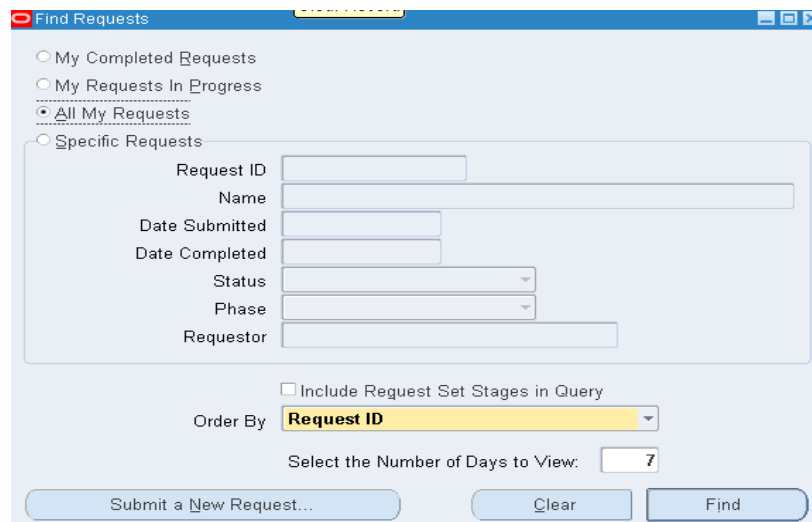 Find Requests
My Completed Requests
My Requests In Progress
All My Requests
Specific Requests
Request ID
Name
Date Submitted
Date Completed
Status
Phase
Requestor
Include Request Set Stages in Query
Order By Request ID
Select the Number of Days to View: 7
Submit a New Request... Clear Find